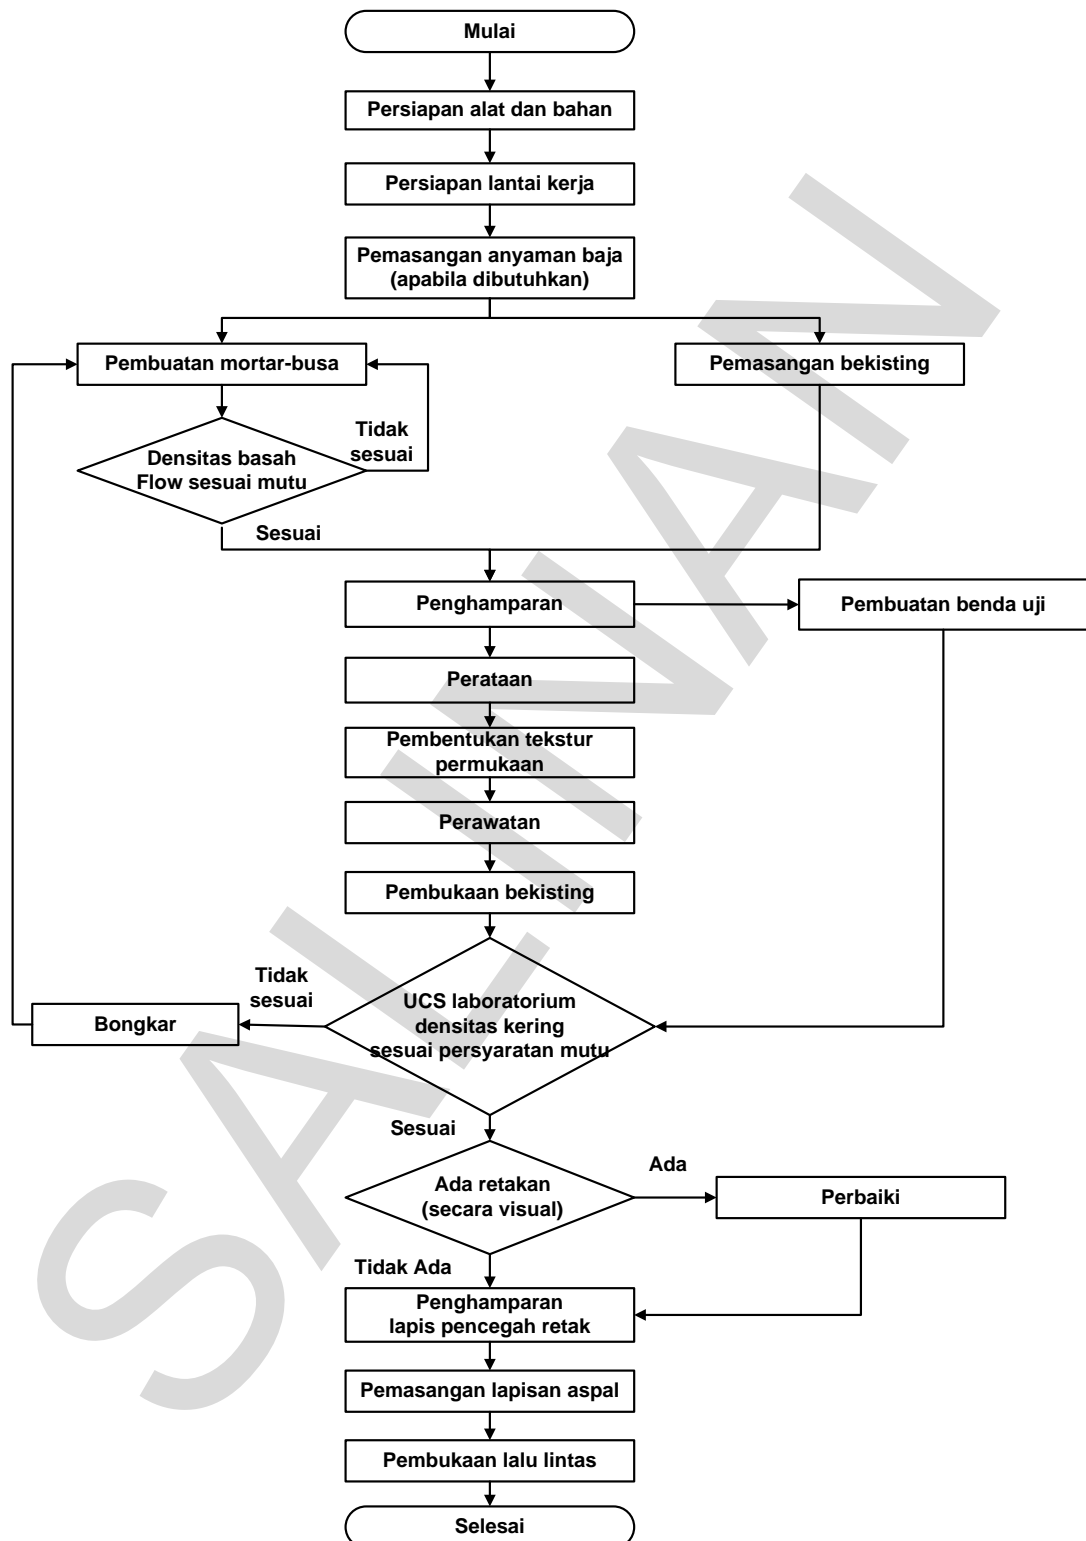 Mulai
Persiapan alat dan bahan
Persiapan lantai kerja
Pemasangan anyaman baja
(apabila dibutuhkan)
Pembuatan mortar-busa
Pemasangan bekisting
Tidak
sesuai
Densitas basah
Flow sesuai mutu
Sesuai
Penghamparan
Pembuatan benda uji
Perataan
Pembentukan tekstur
permukaan
Perawatan
Pembukaan bekisting
Tidak
sesuai
Bongkar
UCS laboratorium
densitas kering
sesuai persyaratan mutu
Sesuai
Ada retakan
(secara visual)
Ada
Perbaiki
Tidak Ada
Penghamparan
lapis pencegah retak
Pemasangan lapisan aspal
Pembukaan lalu lintas
Selesai
SALINAN